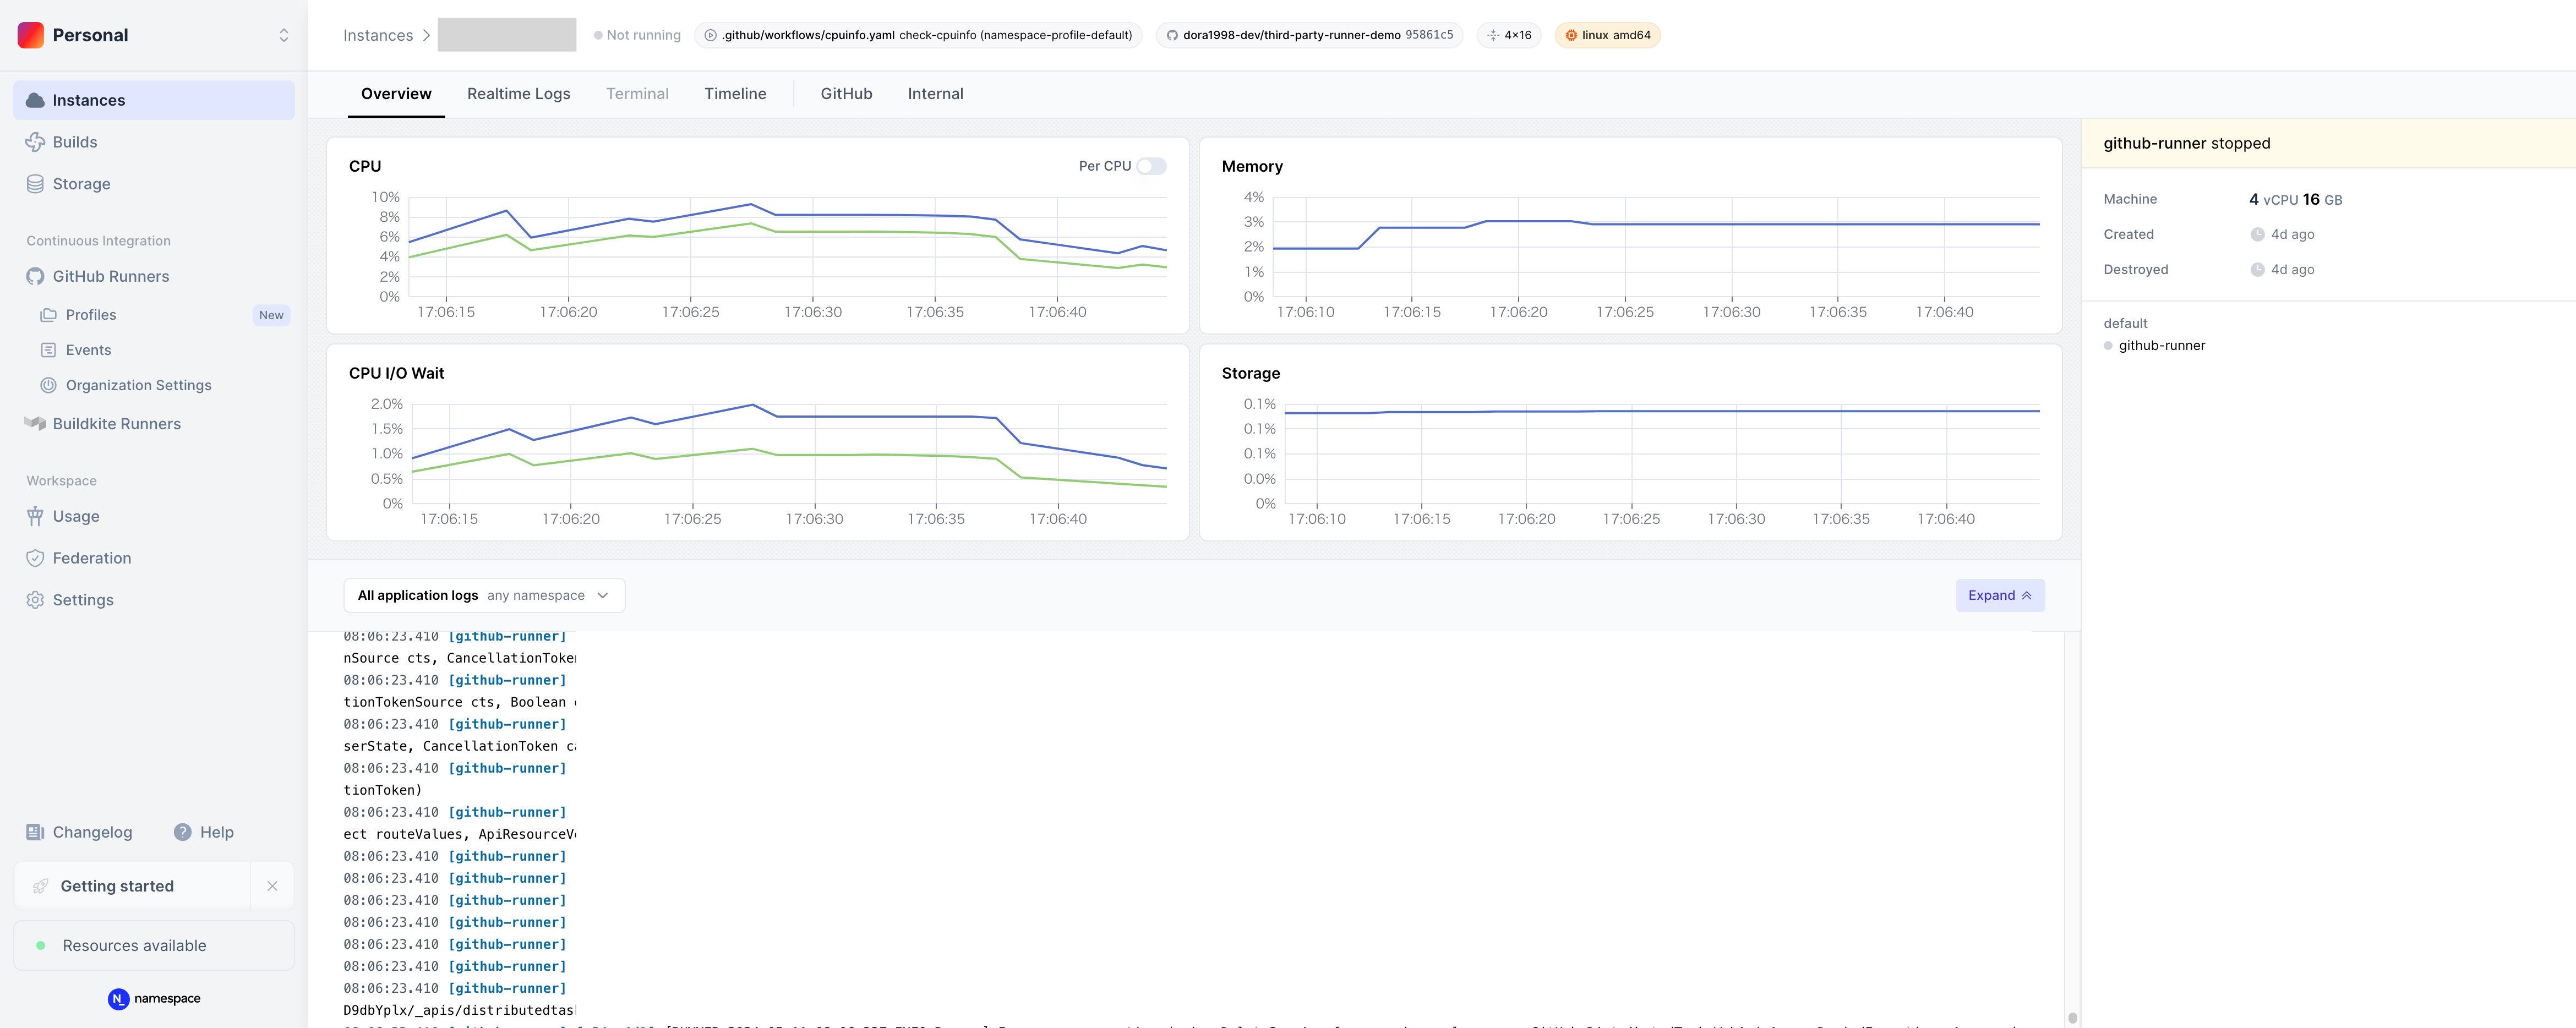 Personal
Instances
Builds
Storage
Continuous Integration
GitHub Runners
Profiles New
Events
Organization Settings
Buildkite Runners
Workspace
Usage
Federation
Settings
Changelog Help
Getting started
Resources available
N_ namespace
Instances > Not running .github/workflows/cpuinfo.yaml check-cpuinfo (namespace-profile-default) dora1998-dev/third-party-runner-demo 95861c5 4×16 linux amd64
Overview Realtime Logs Terminal Timeline GitHub Internal
CPU Per CPU
10%
8%
6%
4%
2%
0%
17:06:15 17:06:20 17:06:25 17:06:30 17:06:35 17:06:40
Memory
4%
3%
2%
1%
0%
17:06:10 17:06:15 17:06:20 17:06:25 17:06:30 17:06:35 17:06:40
CPU I/O Wait
2.0%
1.5%
1.0%
0.5%
0%
17:06:15 17:06:20 17:06:25 17:06:30 17:06:35 17:06:40
Storage
0.1%
0.1%
0.1%
0.0%
0%
17:06:10 17:06:15 17:06:20 17:06:25 17:06:30 17:06:35 17:06:40
All application logs any namespace
Expand
08:06:23.410 [github-runner]
nSource cts, CancellationToken
08:06:23.410 [github-runner]
tionTokenSource cts, Boolean
08:06:23.410 [github-runner]
serState, CancellationToken
08:06:23.410 [github-runner]
tionToken)
08:06:23.410 [github-runner]
ect routeValues,
08:06:23.410 [github-runner]
08:06:23.410 [github-runner]
08:06:23.410 [github-runner]
08:06:23.410 [github-runner]
08:06:23.410 [github-runner]
08:06:23.410 [github-runner]
08:06:23.410 [github-runner]
D9dbYplx/_apis/distributedtas
github-runner stopped
Machine 4 vCPU 16 GB
Created 4d ago
Destroyed 4d ago
default
github-runner